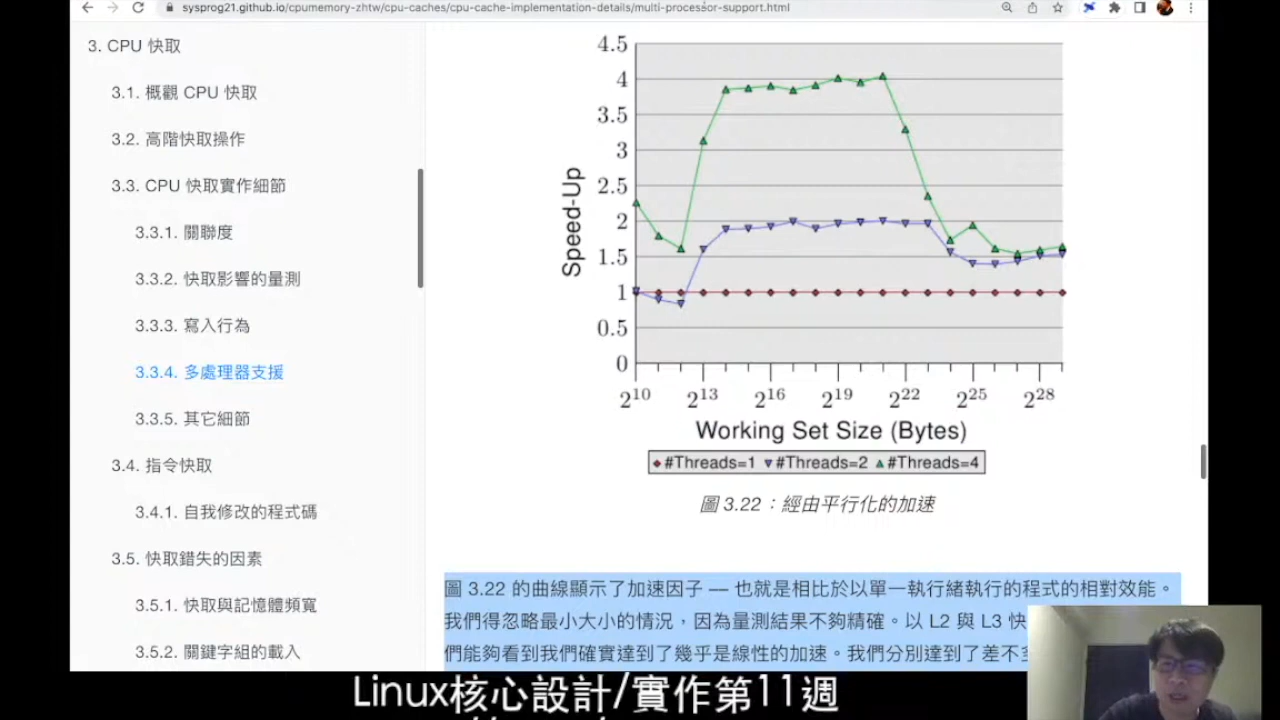 sysprog21.github.io/cpumemory-zhtw/cpu-caches/cpu-cache-implementation-details/multi-processor-support.html
3. CPU 快取
3.1. 概觀 CPU 快取
3.2. 高階快取操作
3.3. CPU 快取實作細節
3.3.1. 關聯度
3.3.2. 快取影響的量測
3.3.3. 寫入行為
3.3.4. 多處理器支援
3.3.5. 其它細節
3.4. 指令快取
3.4.1. 自我修改的程式碼
3.5. 快取錯失的因素
3.5.1. 快取與記憶體頻寬
3.5.2. 關鍵字組的載入
4.5
4
3.5
3
2.5
2
1.5
1
0.5
0
Speed-Up
2^10 2^13 2^16 2^19 2^22 2^25 2^28
Working Set Size (Bytes)
#Threads=1 #Threads=2 #Threads=4
圖 3.22：經由平行化的加速
圖 3.22 的曲線顯示了加速因子 — 也就是相比於以單一執行緒執行的程式的相對效能。
我們得忽略最小大小的情況，因為量測結果不夠精確。以 L2 與 L3 快
們能夠看到我們確實達到了幾乎是線性的加速。我們分別達到了差不
Linux核心設計/實作第11週